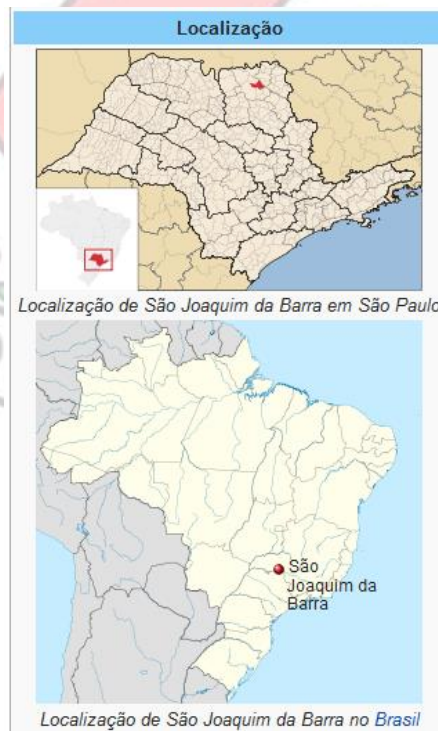 Localização
Localização de São Joaquim da Barra em São Paulo
São
Joaquim da
Barra
Localização de São Joaquim da Barra no Brasil